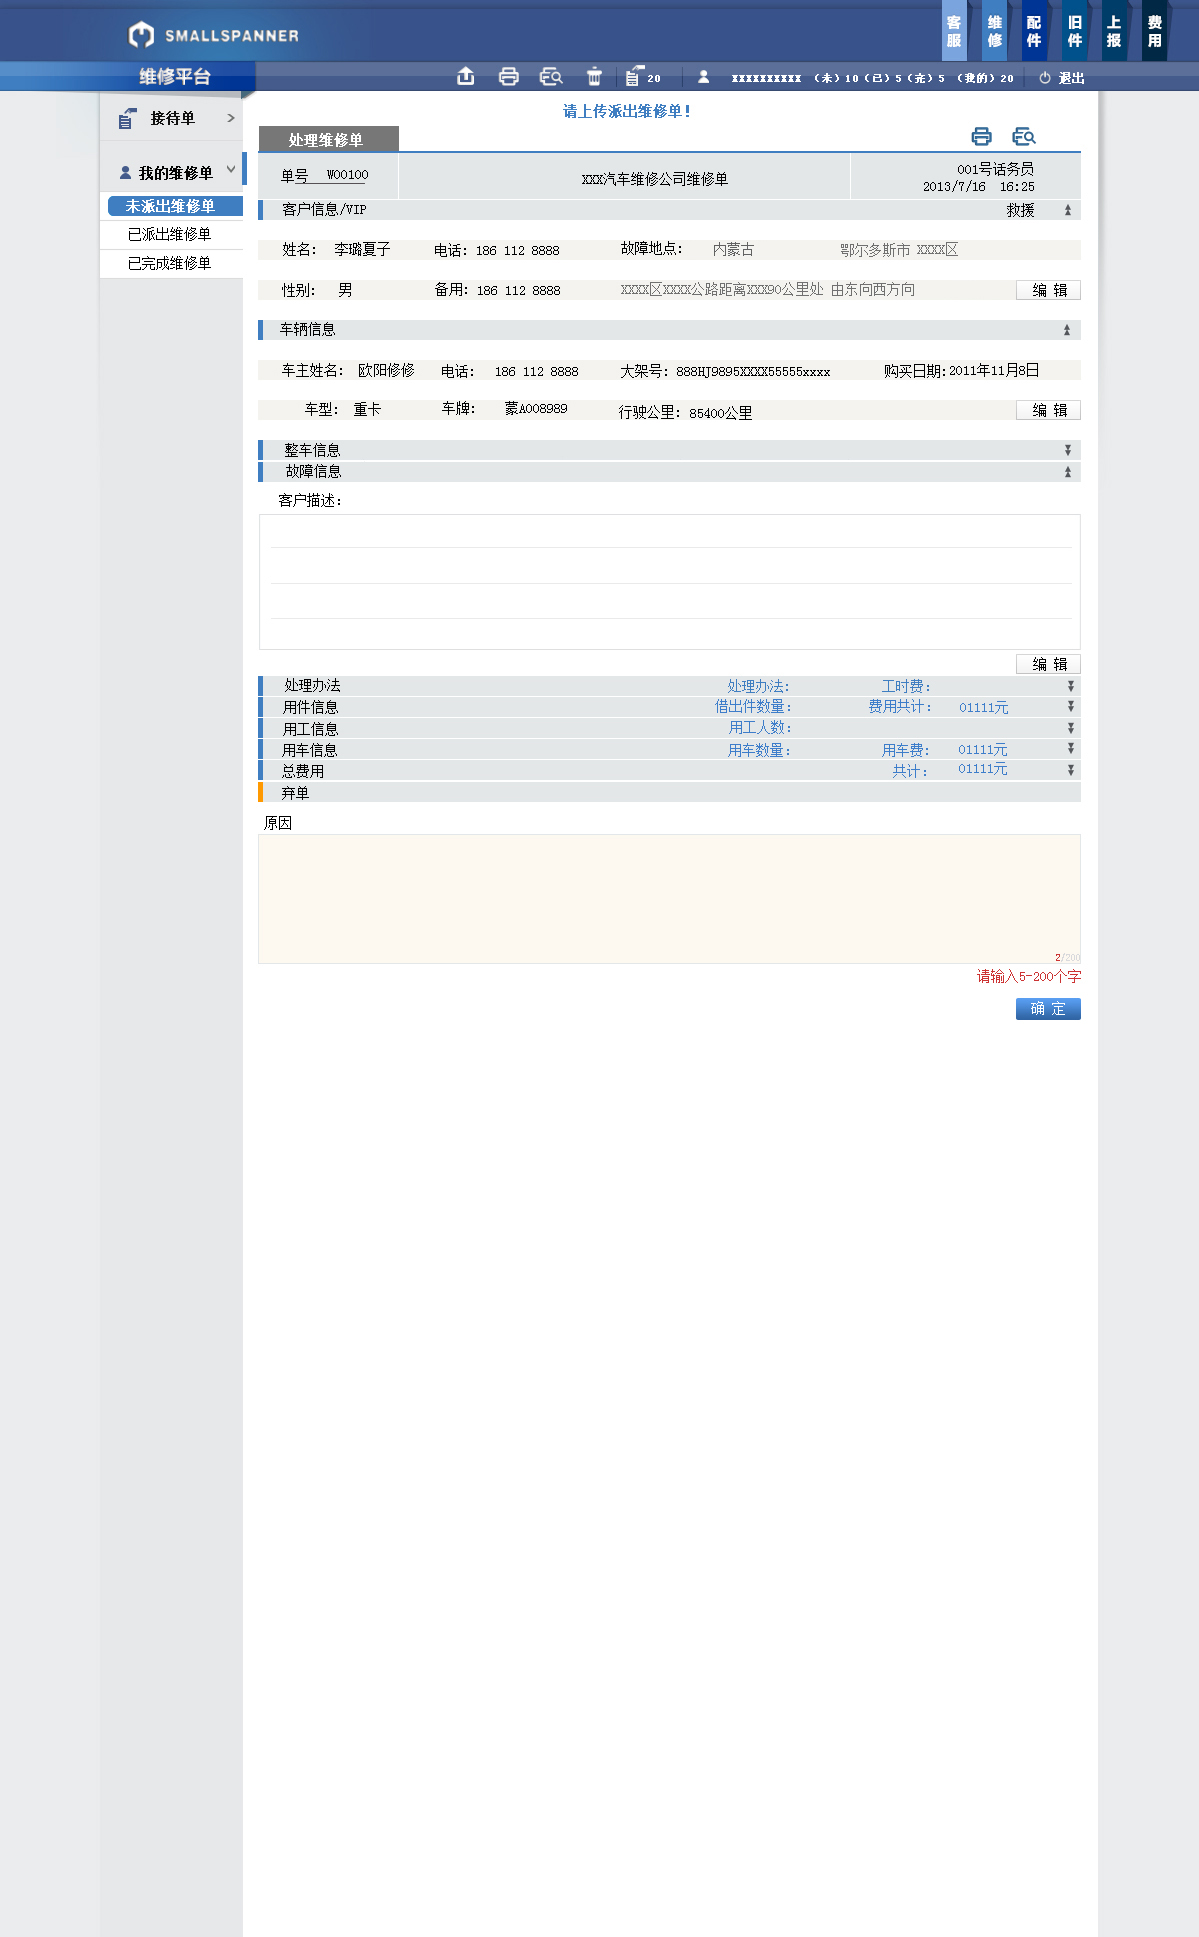 SMALLSPANNER
客服 维修 配件 旧件 上报 费用
维修平台
20 xxxxxxxxxx （未）10（已）5（完）5 （我的）20 退出
请上传派出维修单！
接待单
我的维修单
未派出维修单
已派出维修单
已完成维修单
处理维修单
单号 W00100
XXX汽车维修公司维修单
001号话务员
2013/7/16 16:25
客户信息/VIP 救援
姓名： 李璐夏子 电话：186 112 8888 故障地点： 内蒙古 鄂尔多斯市 XXXX区
性别： 男 备用：186 112 8888 XXXX区XXXX公路距离XXX90公里处 由东向西方向 编 辑
车辆信息
车主姓名： 欧阳修修 电话： 186 112 8888 大架号：888HJ9895XXXX55555xxxx 购买日期:2011年11月8日
车型： 重卡 车牌： 蒙A008989 行驶公里：85400公里 编 辑
整车信息
故障信息
客户描述：
编 辑
处理办法 处理办法： 工时费：
用件信息 借出件数量： 费用共计： 01111元
用工信息 用工人数：
用车信息 用车数量： 用车费： 01111元
总费用 共计： 01111元
弃单
原因
2/200
请输入5-200个字
确 定